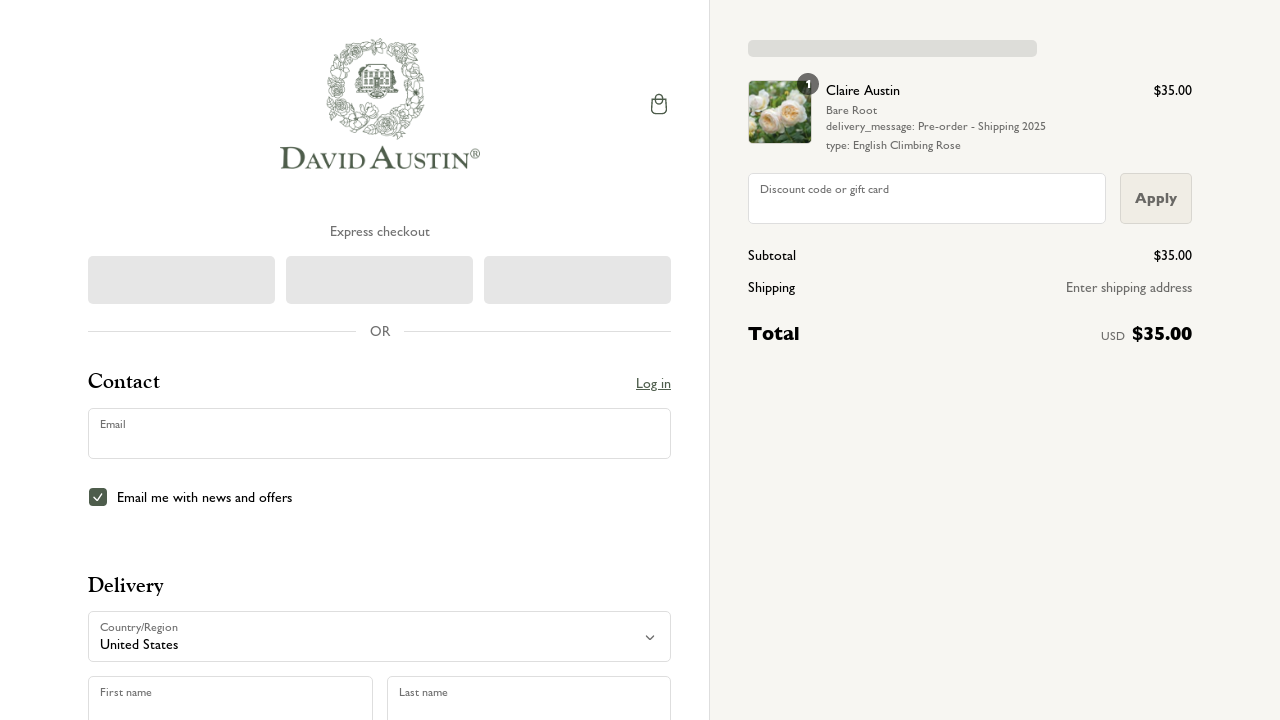 DAVID AUSTIN®
Express checkout
OR
Contact
Log in
Email
Email me with news and offers
Delivery
Country/Region
United States
First name
Last name
1
Claire Austin
$35.00
Bare Root
delivery_message: Pre-order - Shipping 2025
type: English Climbing Rose
Discount code or gift card
Apply
Subtotal
$35.00
Shipping
Enter shipping address
Total
USD $35.00